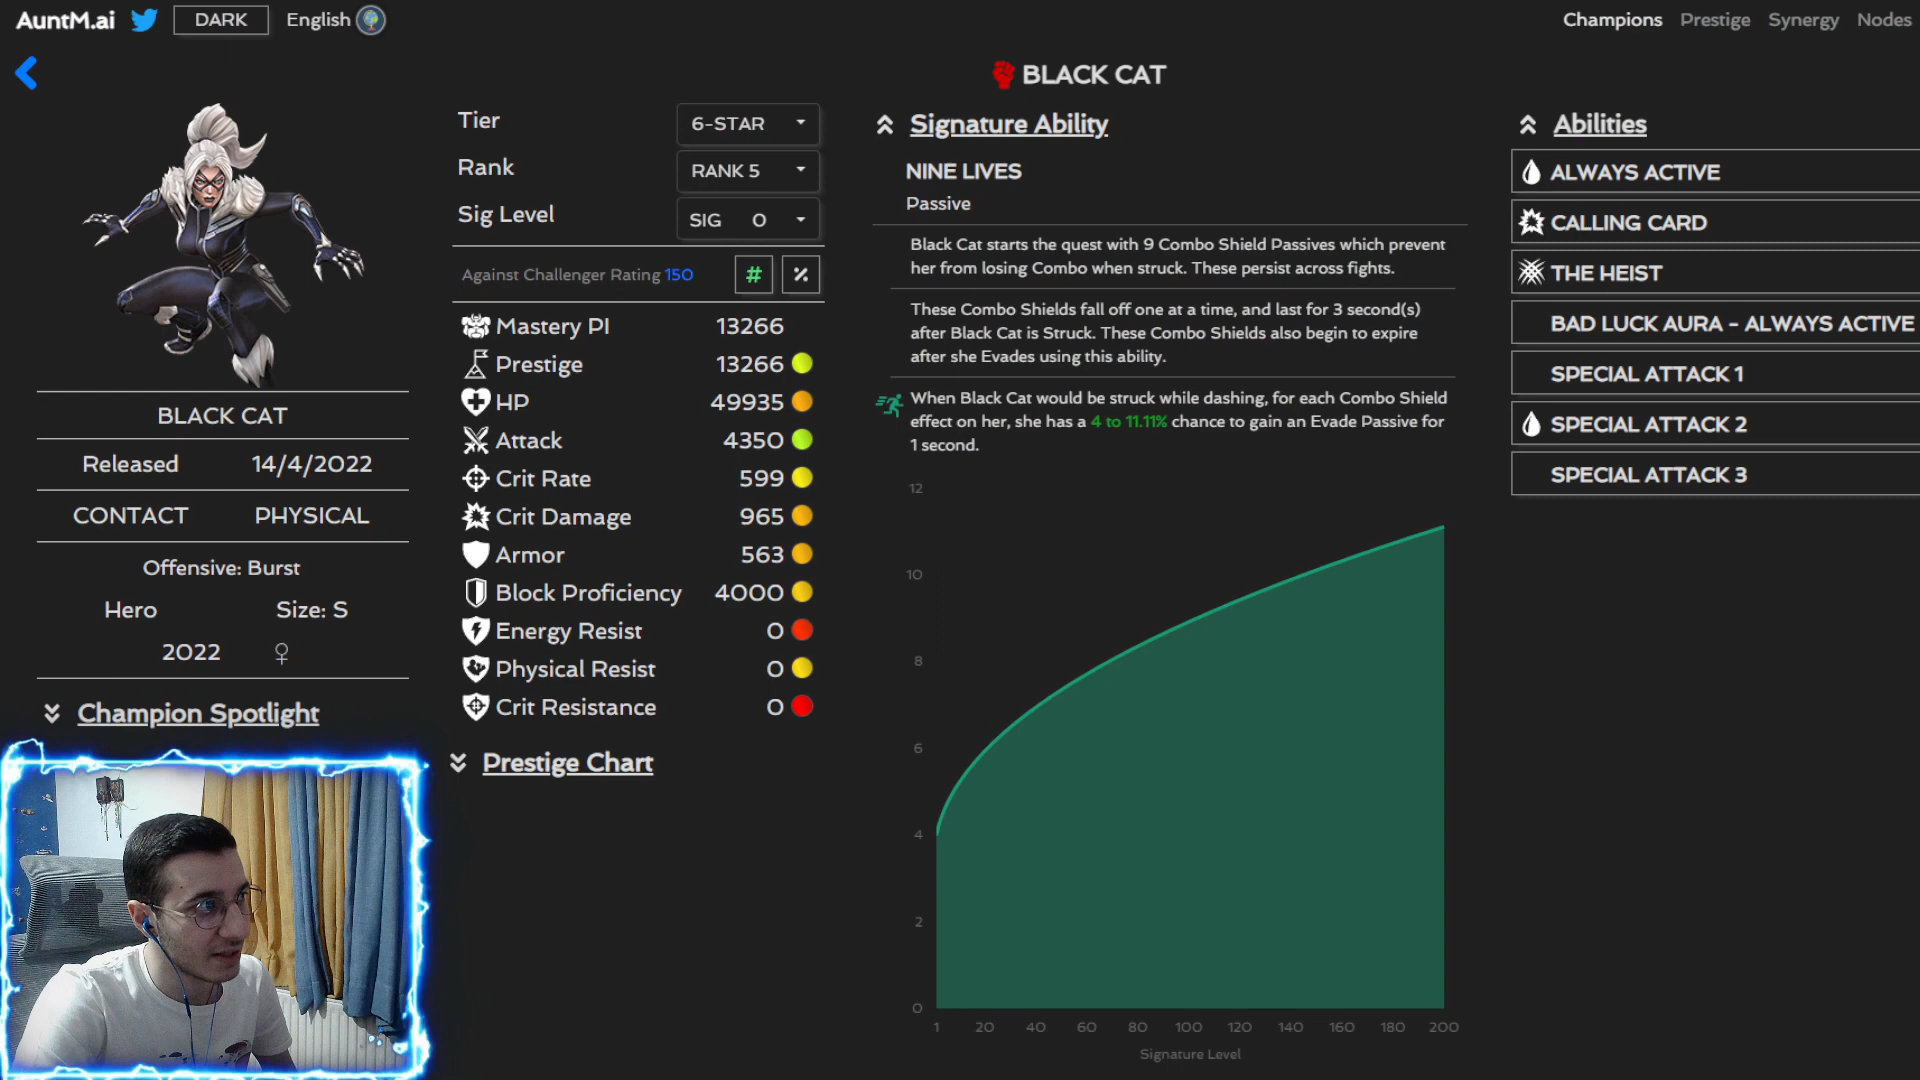 AuntM.ai DARK English
Champions Prestige Synergy Nodes
BLACK CAT
BLACK CAT
Released 14/4/2022
CONTACT PHYSICAL
Offensive: Burst
Hero Size: S
2022 ♀
Champion Spotlight
Tier 6-STAR
Rank RANK 5
Sig Level SIG 0
Against Challenger Rating 150 # %
Mastery PI 13266
Prestige 13266
HP 49935
Attack 4350
Crit Rate 599
Crit Damage 965
Armor 563
Block Proficiency 4000
Energy Resist 0
Physical Resist 0
Crit Resistance 0
Prestige Chart
Signature Ability
NINE LIVES
Passive
Black Cat starts the quest with 9 Combo Shield Passives which prevent
her from losing Combo when struck. These persist across fights.
These Combo Shields fall off one at a time, and last for 3 second(s)
after Black Cat is Struck. These Combo Shields also begin to expire
after she Evades using this ability.
When Black Cat would be struck while dashing, for each Combo Shield
effect on her, she has a 4 to 11.11% chance to gain an Evade Passive for
1 second.
12
10
8
6
4
2
0
1 20 40 60 80 100 120 140 160 180 200
Signature Level
Abilities
ALWAYS ACTIVE
CALLING CARD
THE HEIST
BAD LUCK AURA - ALWAYS ACTIVE
SPECIAL ATTACK 1
SPECIAL ATTACK 2
SPECIAL ATTACK 3